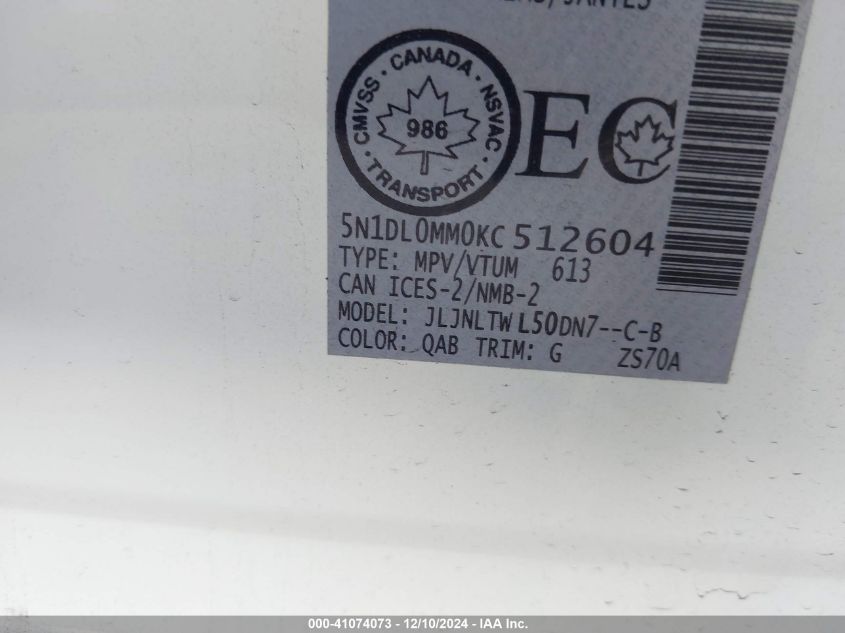 CMVSS · CANADA · NSVAC · TRANSPORT ·
986
EC
5N1DL0MM0KC512604
TYPE: MPV/VTUM 613
CAN ICES-2/NMB-2
MODEL: JLJNLTWL50DN7--C-B
COLOR: QAB TRIM: G ZS70A
000-41074073 - 12/10/2024 - IAA Inc.